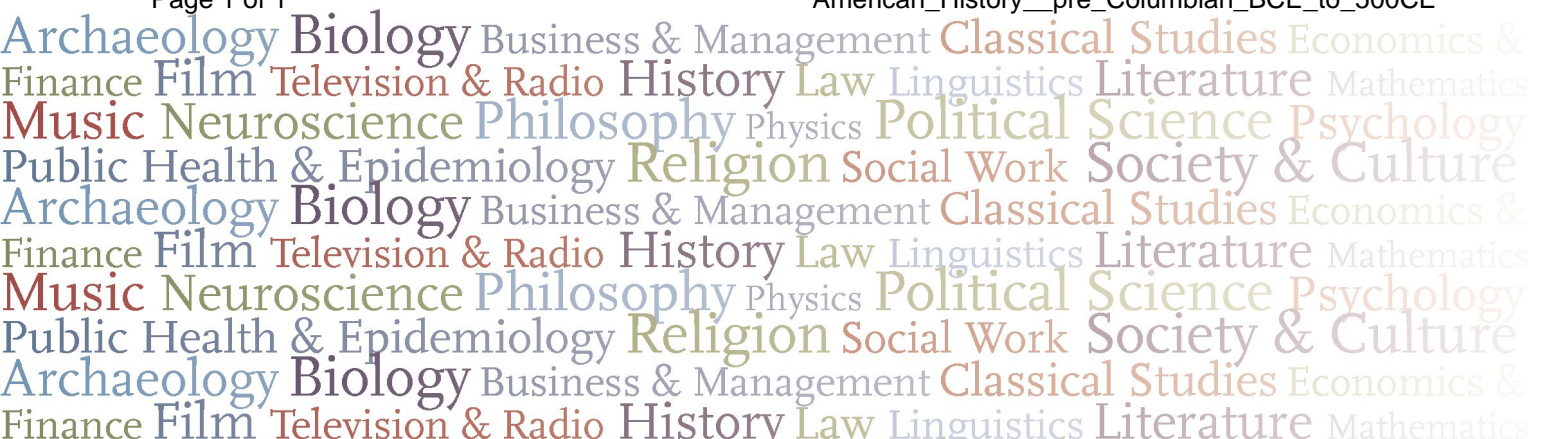 Page 1 of 1 American_History__pre_Columbian_BCE_to_500CE
Archaeology Biology Business & Management Classical Studies Economics &
Finance Film Television & Radio History Law Linguistics Literature Mathematics
Music Neuroscience Philosophy Physics Political Science Psychology
Public Health & Epidemiology Religion Social Work Society & Culture
Archaeology Biology Business & Management Classical Studies Economics &
Finance Film Television & Radio History Law Linguistics Literature Mathematics
Music Neuroscience Philosophy Physics Political Science Psychology
Public Health & Epidemiology Religion Social Work Society & Culture
Archaeology Biology Business & Management Classical Studies Economics &
Finance Film Television & Radio History Law Linguistics Literature Mathematics